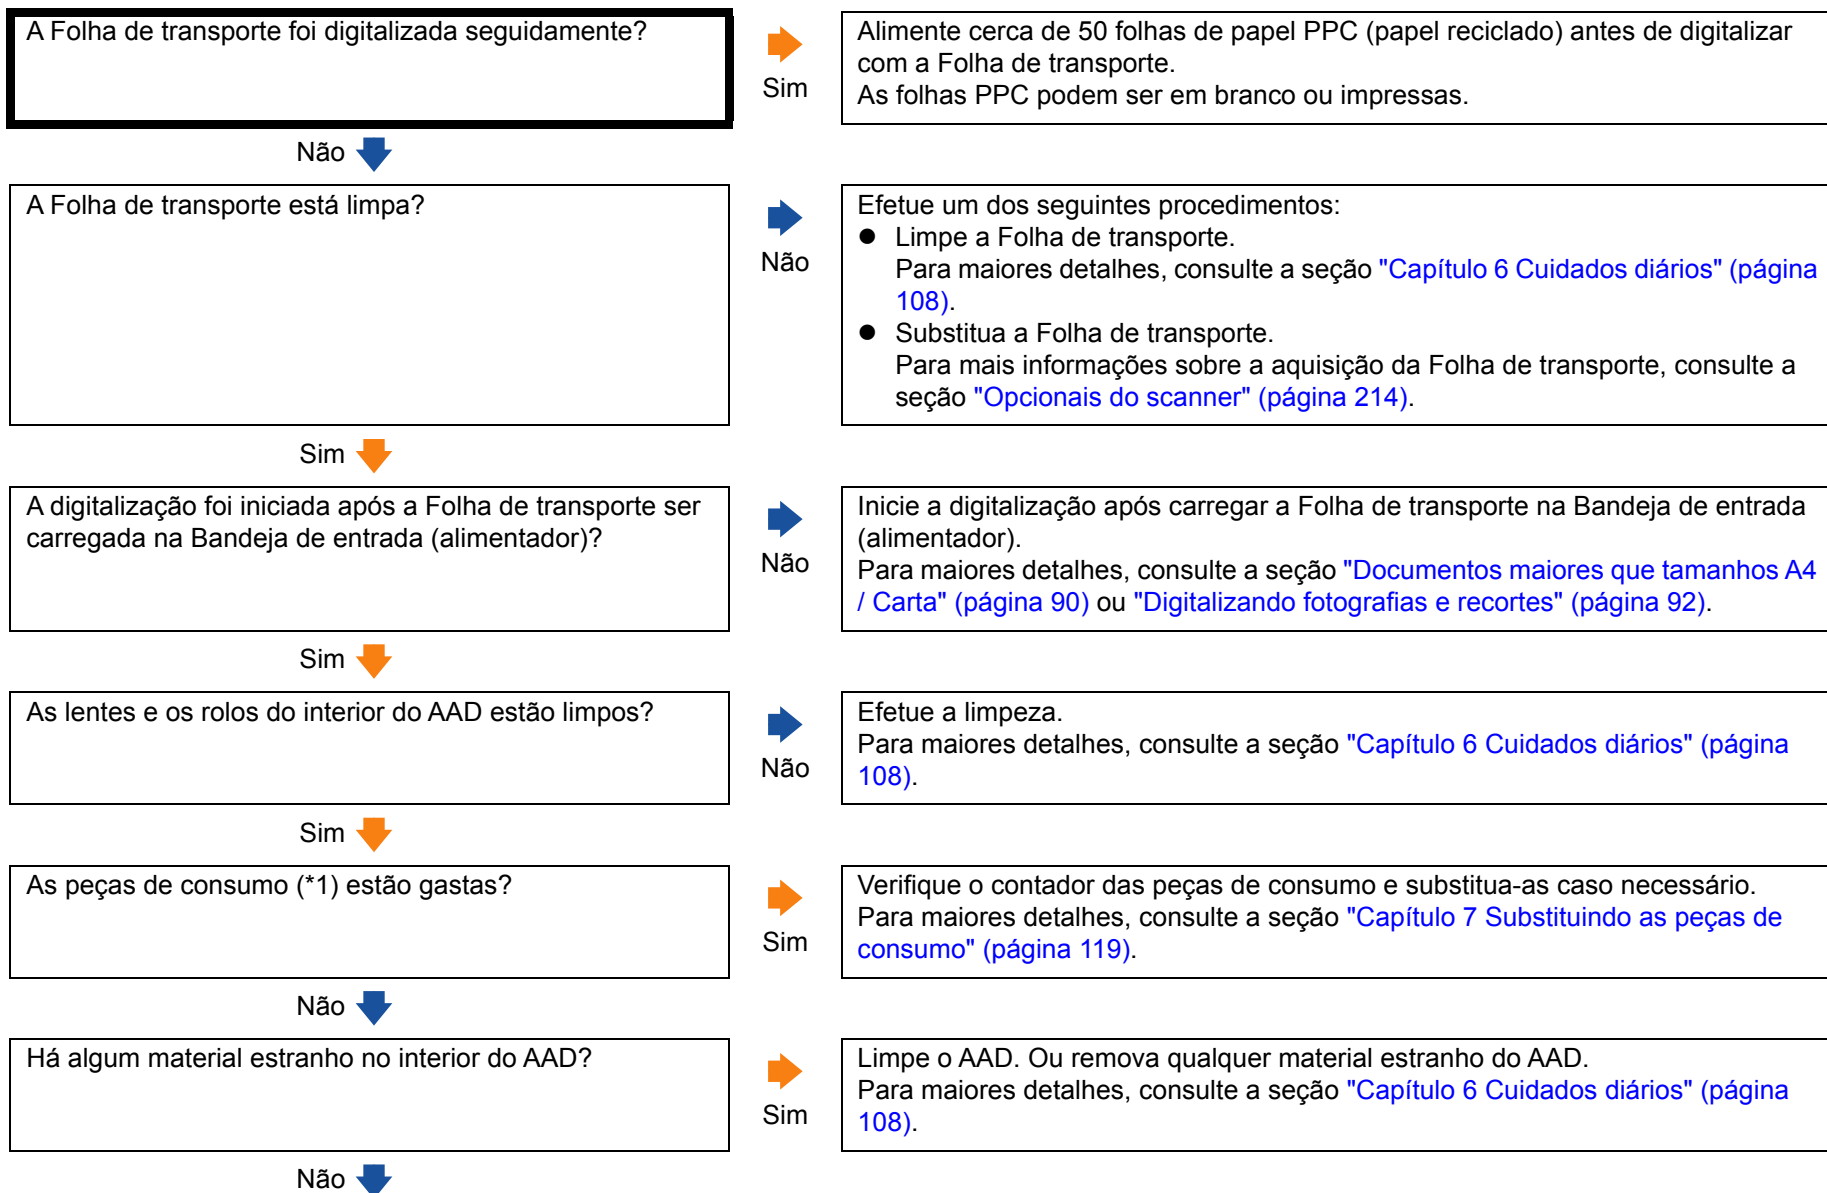 A Folha de transporte foi digitalizada seguidamente?
Sim
Alimente cerca de 50 folhas de papel PPC (papel reciclado) antes de digitalizar
com a Folha de transporte.
As folhas PPC podem ser em branco ou impressas.
Não
A Folha de transporte está limpa?
Não
Efetue um dos seguintes procedimentos:
● Limpe a Folha de transporte.
Para maiores detalhes, consulte a seção "Capítulo 6 Cuidados diários" (página
108).
● Substitua a Folha de transporte.
Para mais informações sobre a aquisição da Folha de transporte, consulte a
seção "Opcionais do scanner" (página 214).
Sim
A digitalização foi iniciada após a Folha de transporte ser
carregada na Bandeja de entrada (alimentador)?
Não
Inicie a digitalização após carregar a Folha de transporte na Bandeja de entrada
(alimentador).
Para maiores detalhes, consulte a seção "Documentos maiores que tamanhos A4
/ Carta" (página 90) ou "Digitalizando fotografias e recortes" (página 92).
Sim
As lentes e os rolos do interior do AAD estão limpos?
Não
Efetue a limpeza.
Para maiores detalhes, consulte a seção "Capítulo 6 Cuidados diários" (página
108).
Sim
As peças de consumo (*1) estão gastas?
Sim
Verifique o contador das peças de consumo e substitua-as caso necessário.
Para maiores detalhes, consulte a seção "Capítulo 7 Substituindo as peças de
consumo" (página 119).
Não
Há algum material estranho no interior do AAD?
Sim
Limpe o AAD. Ou remova qualquer material estranho do AAD.
Para maiores detalhes, consulte a seção "Capítulo 6 Cuidados diários" (página
108).
Não